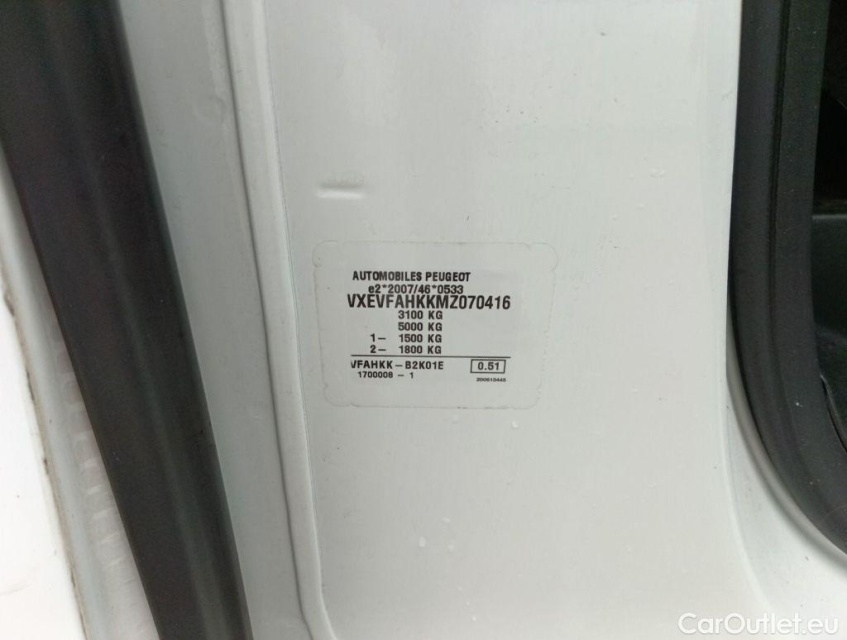 AUTOMOBILES PEUGEOT
e2*2007/46*0533
VXEVFAHKKMZ070416
3100 KG
5000 KG
1- 1500 KG
2- 1800 KG
VFAHKK-B2K01E 0.51
1700008 - 1
CarOutlet.eu